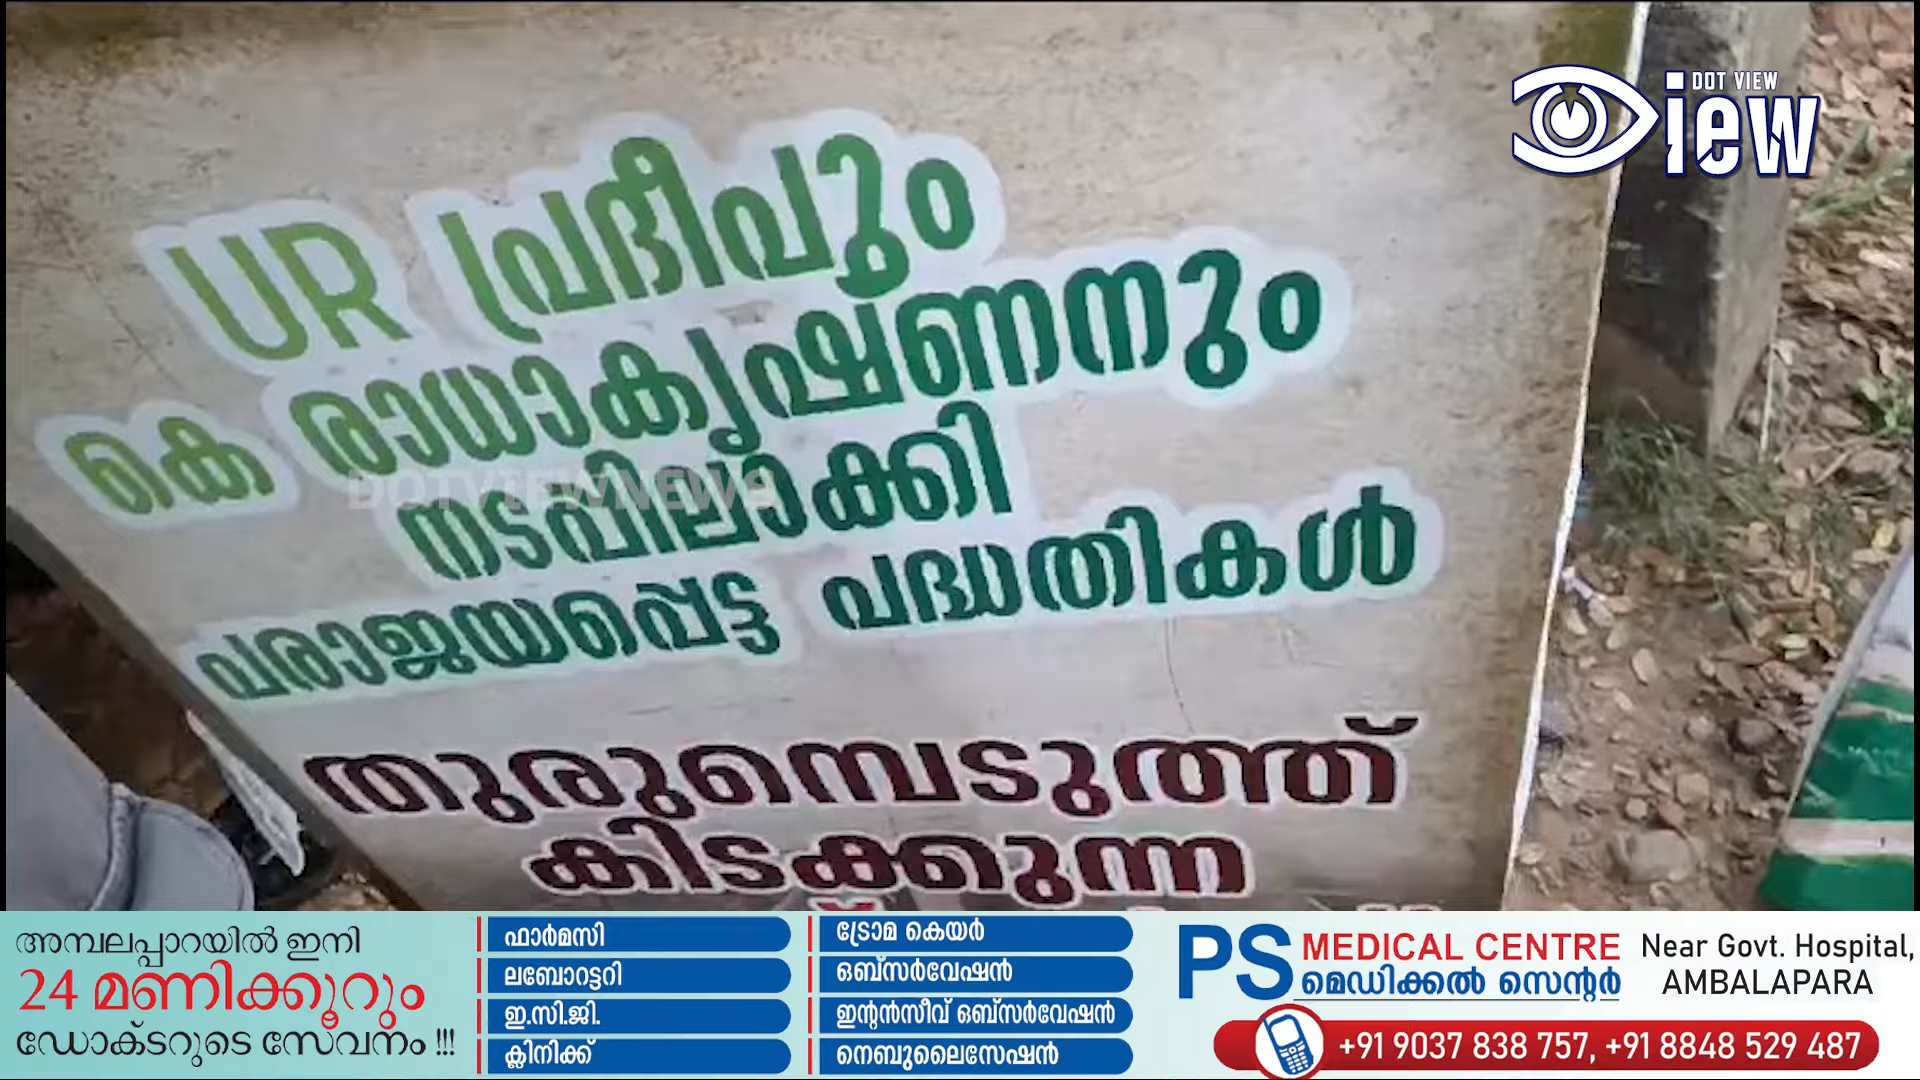 DOT VIEW
iew
UR പ്രദീപും
കെ രാധാകൃഷ്ണനും
നടപ്പിലാക്കി
പരാജയപ്പെട്ട പദ്ധതികൾ
DOTVIEWNEWS
തുരുമ്പെടുത്ത്
കിടക്കുന്ന
അമ്പലപ്പാറയിൽ ഇനി
24 മണിക്കൂറും
ഡോക്ടറുടെ സേവനം !!!
ഫാർമസി
ലബോറട്ടറി
ഇ.സി.ജി.
ക്ലിനിക്ക്
ട്രോമ കെയർ
ഒബ്സർവേഷൻ
ഇന്റൻസീവ് ഒബ്സർവേഷൻ
നെബുലൈസേഷൻ
PS MEDICAL CENTRE
മെഡിക്കൽ സെന്റർ
Near Govt. Hospital,
AMBALAPARA
+91 9037 838 757, +91 8848 529 487